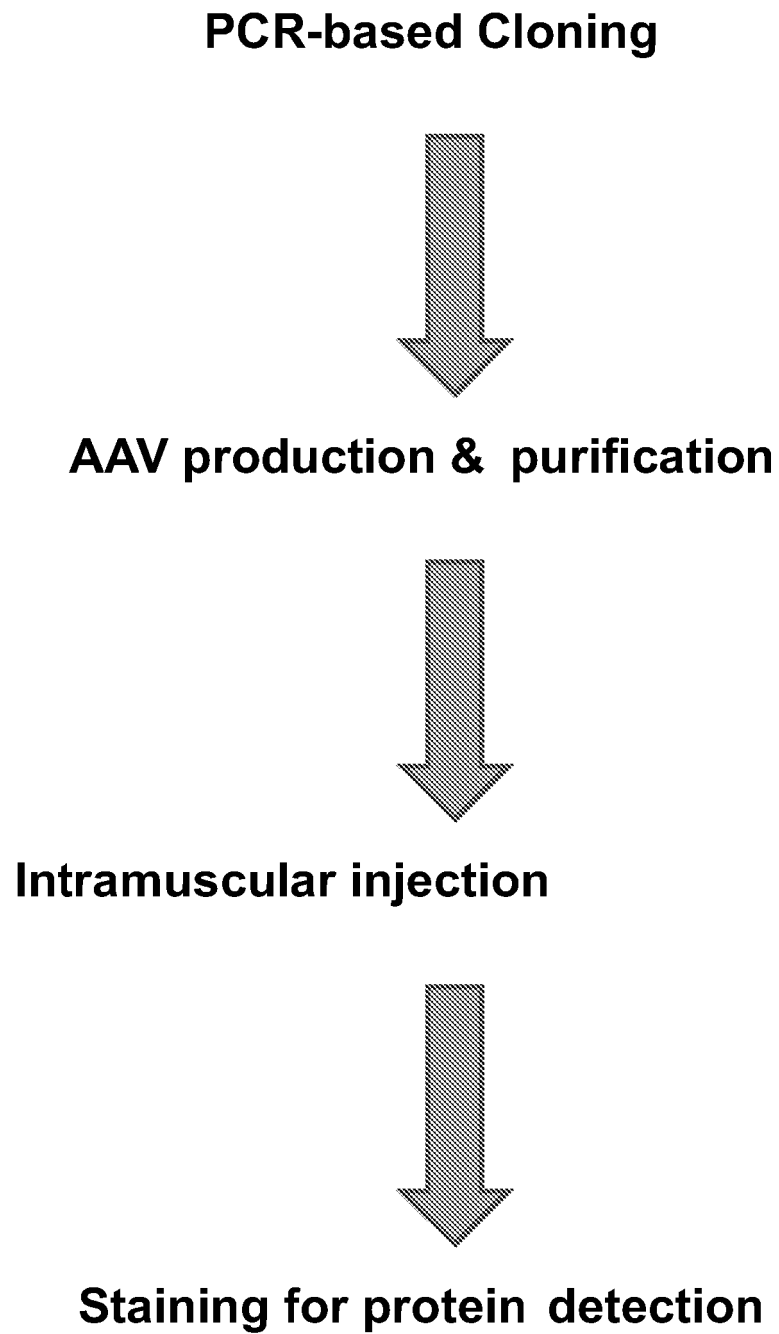 PCR-based Cloning
AAV production & purification
Intramuscular injection
Staining for protein detection